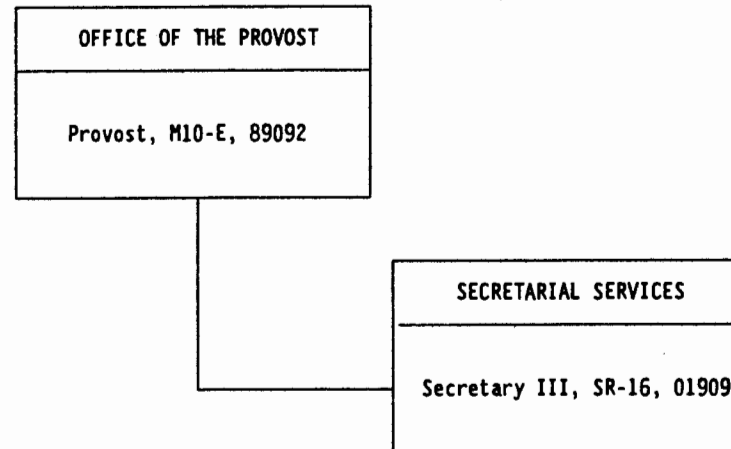 OFFICE OF THE PROVOST
Provost, M10-E, 89092
SECRETARIAL SERVICES
Secretary III, SR-16, 01909